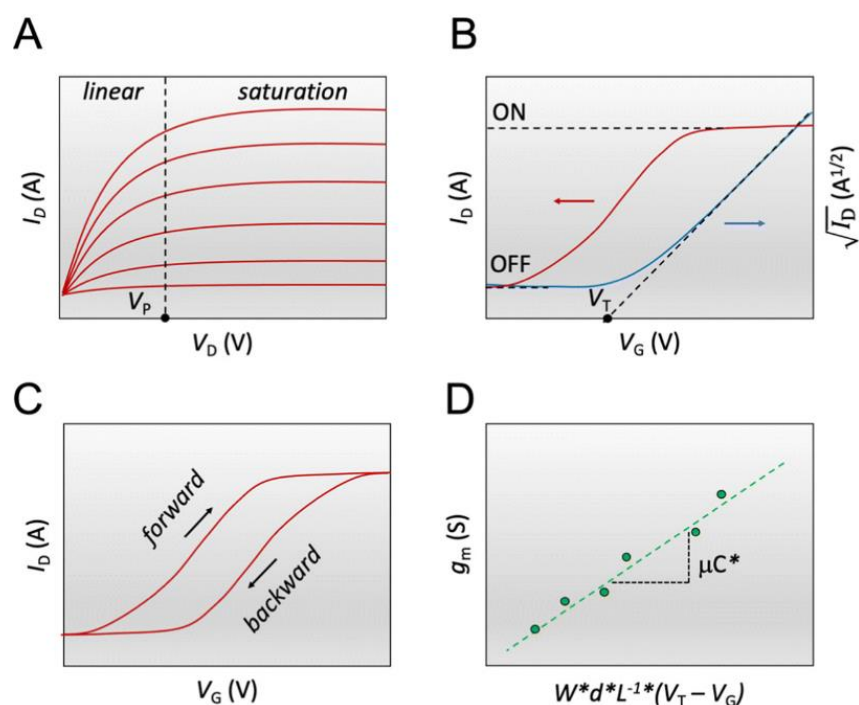 A
linear
saturation
I_D (A)
V_P
V_D (V)
B
ON
OFF
V_T
I_D (A)
√I_D (A^1/2)
V_G (V)
C
forward
backward
I_D (A)
V_G (V)
D
g_m (S)
μC*
W*d*L^-1*(V_T – V_G)